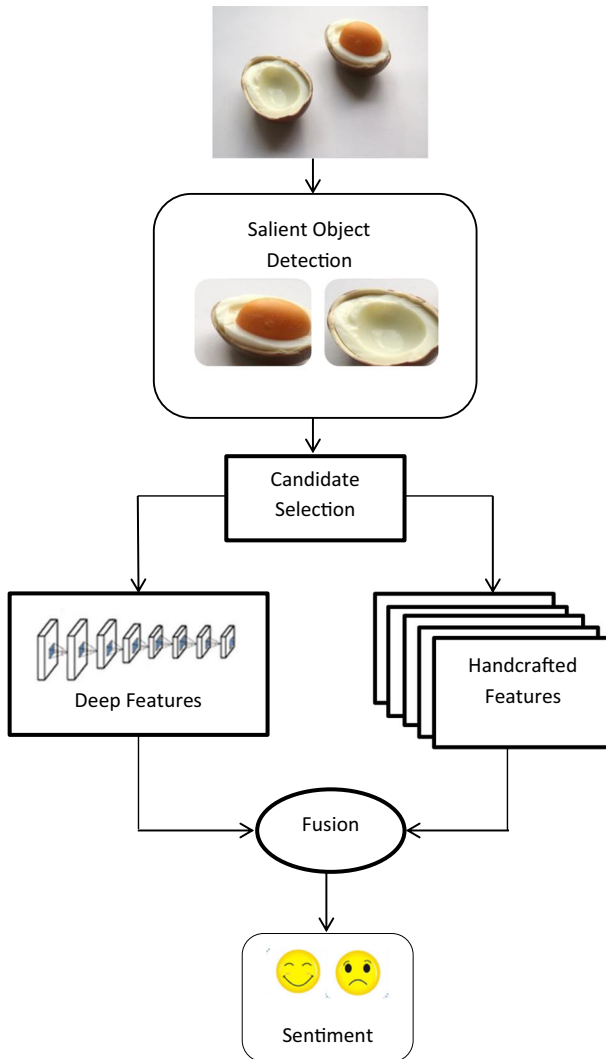 Salient Object
Detection
Candidate
Selection
Deep Features
Handcrafted
Features
Fusion
Sentiment